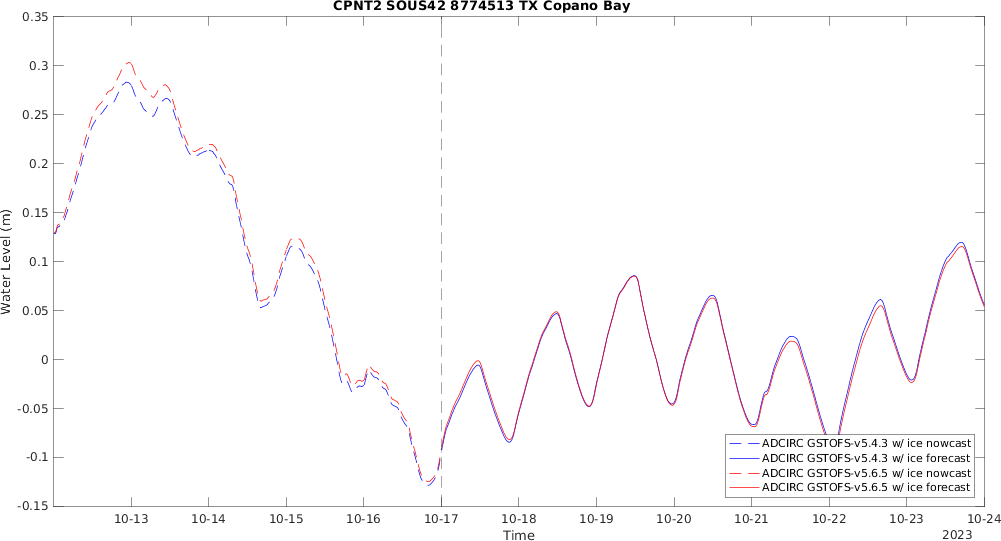 CPNT2 SOUS42 8774513 TX Copano Bay
0.35
0.3
0.25
0.2
0.15
0.1
0.05
0
-0.05
-0.1
-0.15
Water Level (m)
ADCIRC GSTOFS-v5.4.3 w/ ice nowcast
ADCIRC GSTOFS-v5.4.3 w/ ice forecast
ADCIRC GSTOFS-v5.6.5 w/ ice nowcast
ADCIRC GSTOFS-v5.6.5 w/ ice forecast
10-13 10-14 10-15 10-16 10-17 10-18 10-19 10-20 10-21 10-22 10-23 10-24
Time
2023